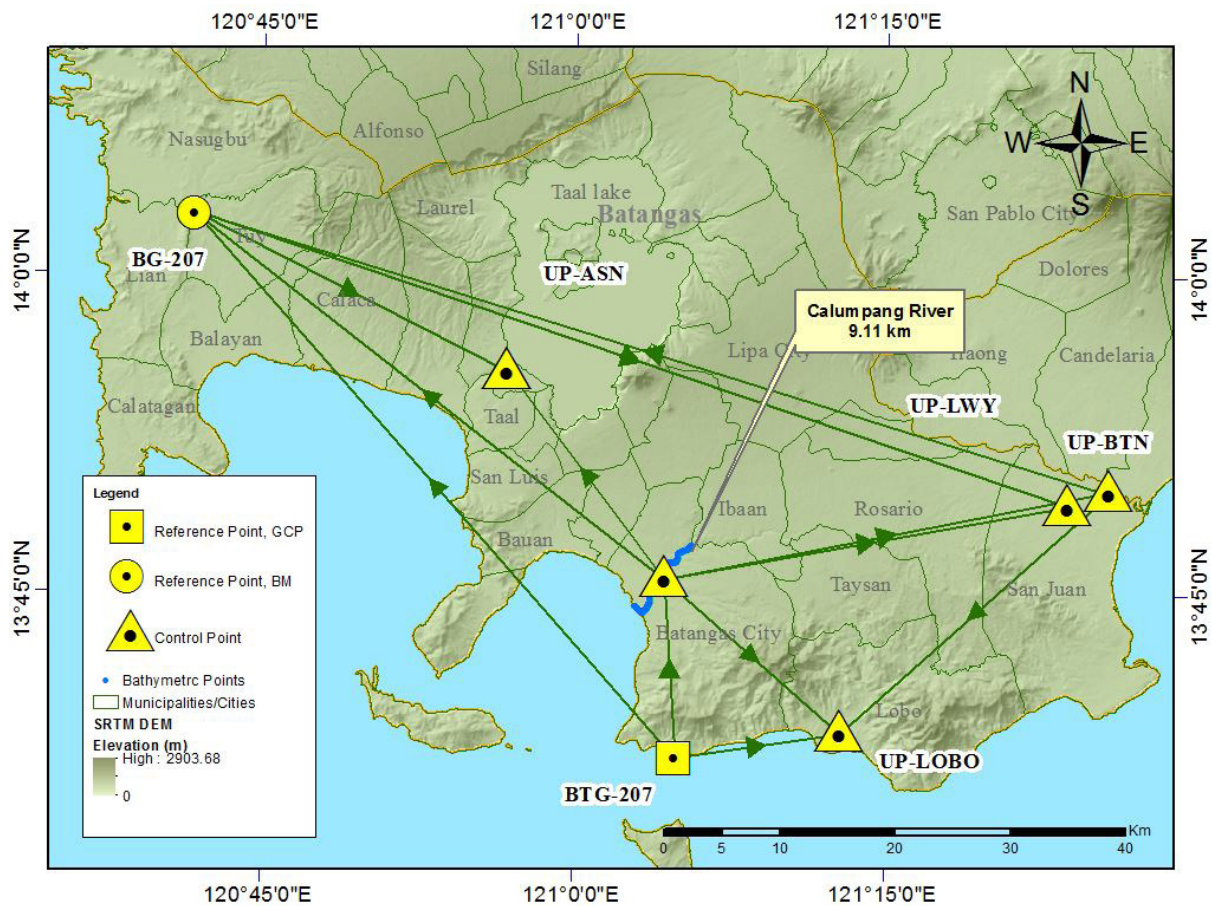 120°45'0"E
121°0'0"E
121°15'0"E
Silang
N
Alfonso
Nasugbu
W
E
Taal lake
S
Laurel
Batangas
San Pablo City
Tuy
BG-207
UP-ASN
Lian
Dolores
14°0'0"N
14°0'0"N
Calaca
Calumpang River
9.11 km
Balayan
Lipa City
Candelaria
Calatagan
UP-LWY
Taal
UP-BTN
San Luis
Legend
Ibaan
Rosario
Reference Point, GCP
Bauan
Reference Point, BM
Taysan
San Juan
13°45'0"N
13°45'0"N
Control Point
Batangas City
Bathymetrc Points
Municipalities/Cities
Lobo
SRTM DEM
Elevation (m)
High : 2903.68
0
UP-LOBO
BTG-207
Km
0 5 10 20 30 40
120°45'0"E
121°0'0"E
121°15'0"E